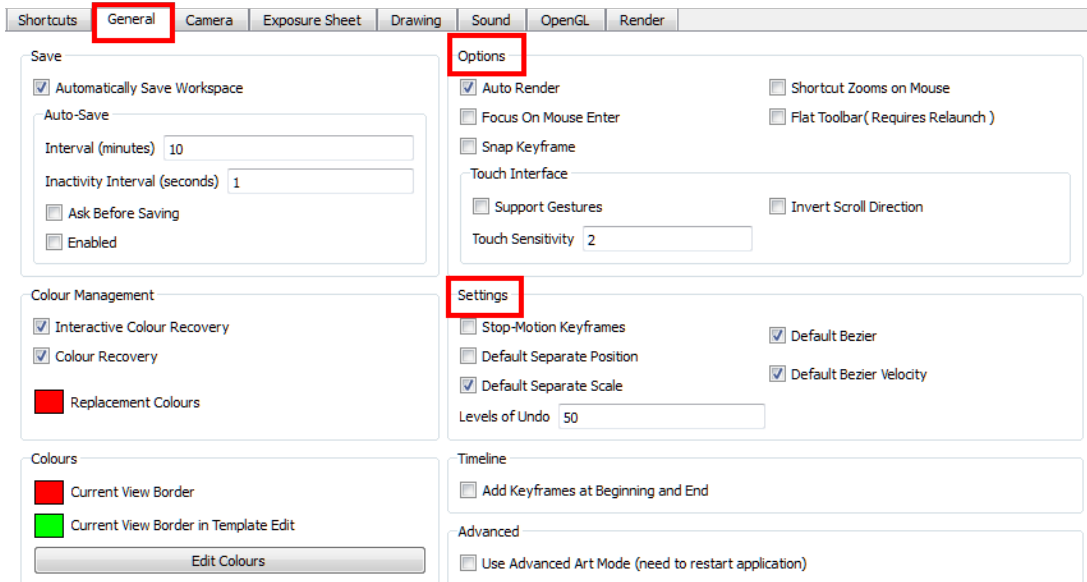 Shortcuts General Camera Exposure Sheet Drawing Sound OpenGL Render
Save
Automatically Save Workspace
Auto-Save
Interval (minutes) 10
Inactivity Interval (seconds) 1
Ask Before Saving
Enabled
Options
Auto Render
Shortcut Zooms on Mouse
Focus On Mouse Enter
Flat Toolbar( Requires Relaunch )
Snap Keyframe
Touch Interface
Support Gestures
Invert Scroll Direction
Touch Sensitivity 2
Colour Management
Interactive Colour Recovery
Colour Recovery
Replacement Colours
Settings
Stop-Motion Keyframes
Default Separate Position
Default Separate Scale
Default Bezier
Default Bezier Velocity
Levels of Undo 50
Colours
Current View Border
Current View Border in Template Edit
Edit Colours
Timeline
Add Keyframes at Beginning and End
Advanced
Use Advanced Art Mode (need to restart application)